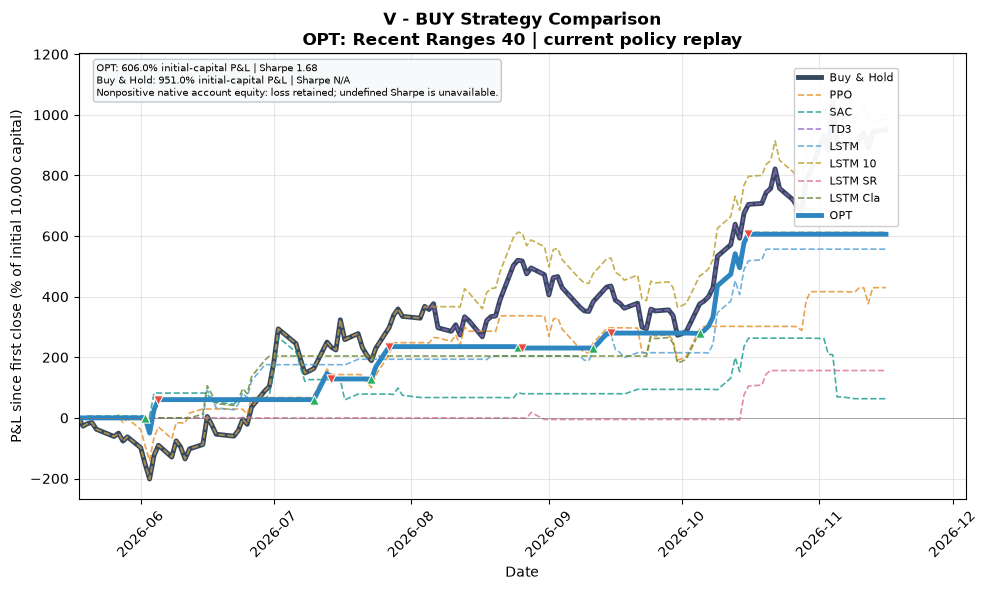 V - BUY Strategy Comparison
OPT: Recent Ranges 40 | current policy replay
OPT: 606.0% initial-capital P&L | Sharpe 1.68
Buy & Hold: 951.0% initial-capital P&L | Sharpe N/A
Nonpositive native account equity: loss retained; undefined Sharpe is unavailable.
Buy & Hold
PPO
SAC
TD3
LSTM
LSTM 10
LSTM SR
LSTM Cla
OPT
P&L since first close (% of initial 10,000 capital)
1200
1000
800
600
400
200
0
−200
2026-06
2026-07
2026-08
2026-09
2026-10
2026-11
2026-12
Date